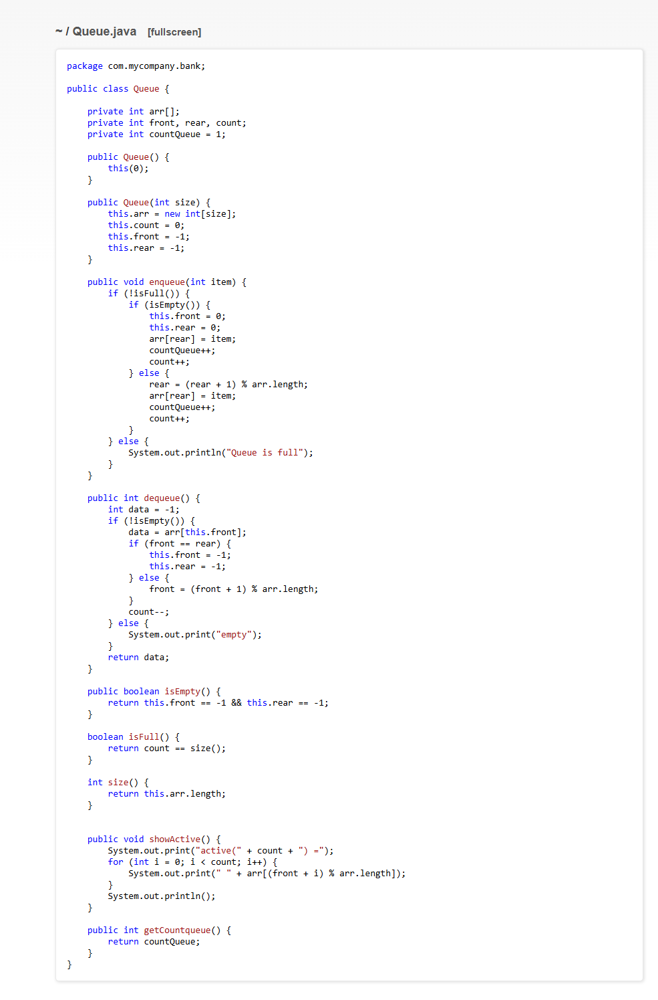 ~ / Queue.java [fullscreen]
package com.mycompany.bank;
public class Queue {
private int arr[];
private int front, rear, count;
private int countQueue = 1;
public Queue() {
this(0);
}
public Queue(int size) {
this.arr = new int[size];
this.count = 0;
this.front = -1;
this.rear = -1;
}
public void enqueue(int item) {
if (!isFull()) {
if (isEmpty()) {
this.front = 0;
this.rear = 0;
arr[rear] = item;
countQueue++;
count++;
} else {
rear = (rear + 1) % arr.length;
arr[rear] = item;
countQueue++;
count++;
}
} else {
System.out.println("Queue is full");
}
}
public int dequeue() {
int data = -1;
if (!isEmpty()) {
data = arr[this.front];
if (front == rear) {
this.front = -1;
this.rear = -1;
} else {
front = (front + 1) % arr.length;
}
count--;
} else {
System.out.print("empty");
}
return data;
}
public boolean isEmpty() {
return this.front == -1 && this.rear == -1;
}
boolean isFull() {
return count == size();
}
int size() {
return this.arr.length;
}
public void showActive() {
System.out.print("active(" + count + ") =");
for (int i = 0; i < count; i++) {
System.out.print(" " + arr[(front + i) % arr.length]);
}
System.out.println();
}
public int getCountqueue() {
return countQueue;
}
}